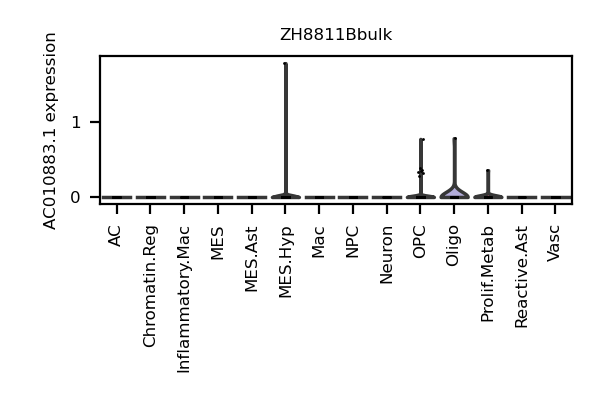 ZH8811Bbulk
AC010883.1 expression
1
0
AC
Chromatin.Reg
Inflammatory.Mac
MES
MES.Ast
MES.Hyp
Mac
NPC
Neuron
OPC
Oligo
Prolif.Metab
Reactive.Ast
Vasc